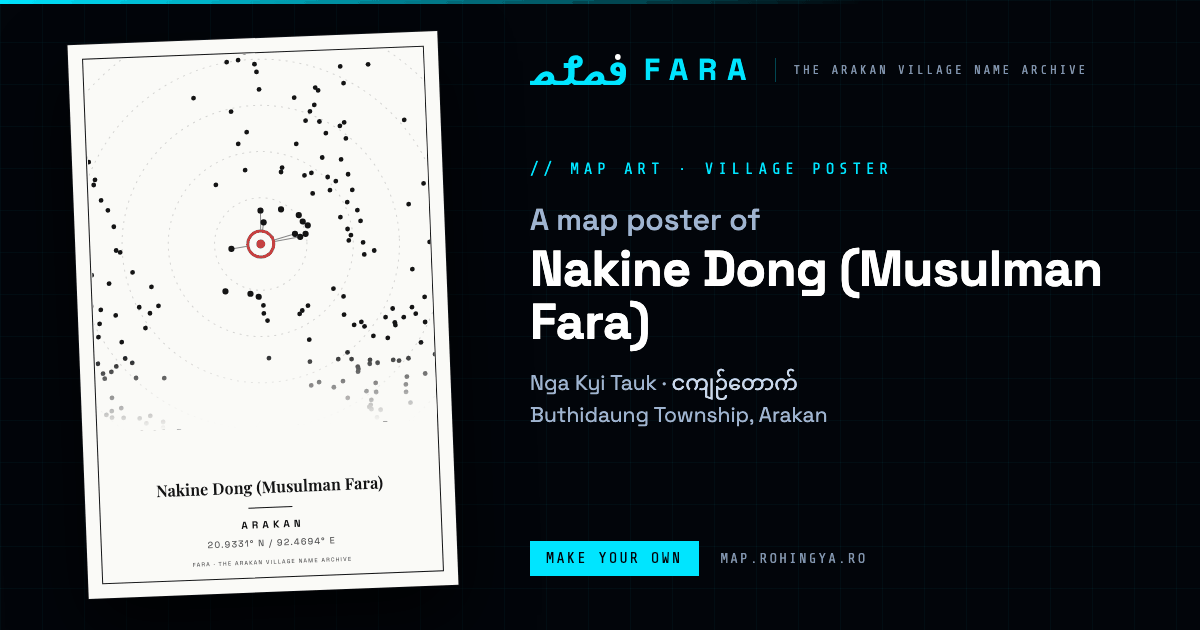 FARA
THE ARAKAN VILLAGE NAME ARCHIVE
// MAP ART · VILLAGE POSTER
A map poster of
Nakine Dong (Musulman
Fara)
Nga Kyi Tauk · ငကျဉ်တောက်
Buthidaung Township, Arakan
MAKE YOUR OWN
MAP.ROHINGYA.RO
Nakine Dong (Musulman Fara)
ARAKAN
20.9331° N / 92.4694° E
FARA · THE ARAKAN VILLAGE NAME ARCHIVE